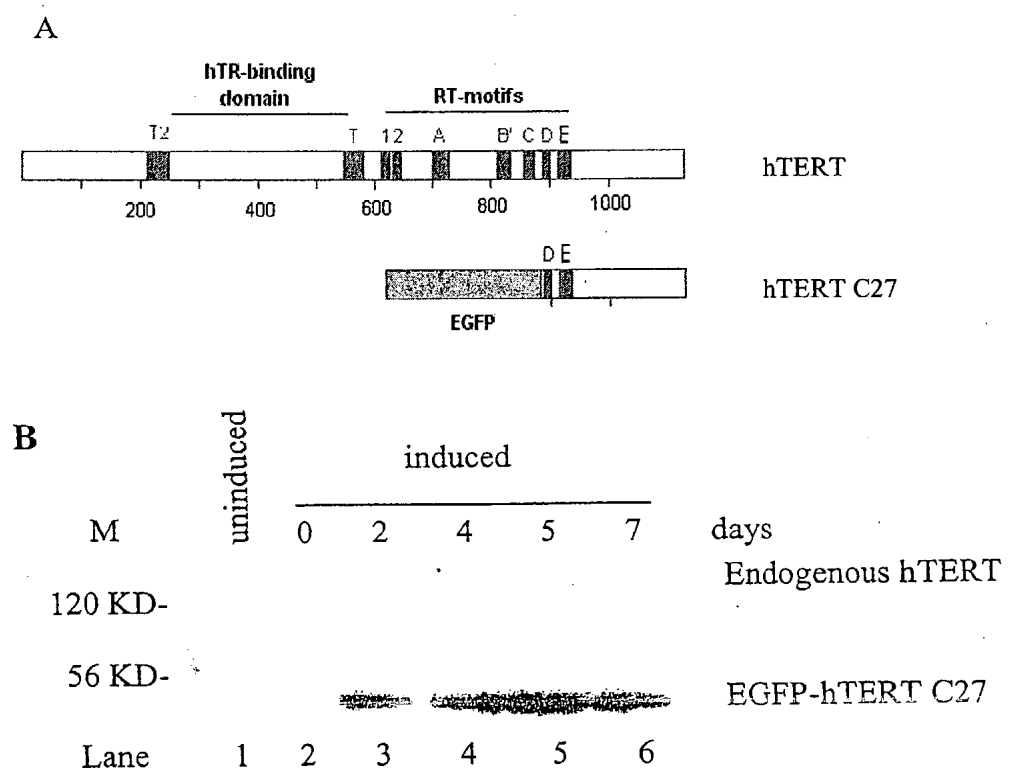 A
hTR-binding
domain
RT-motifs
T2 T 1 2 A B' C D E
hTERT
200 400 600 800 1000
D E
hTERT C27
EGFP
B
uninduced
induced
M 0 2 4 5 7 days
Endogenous hTERT
120 KD-
56 KD-
EGFP-hTERT C27
Lane 1 2 3 4 5 6